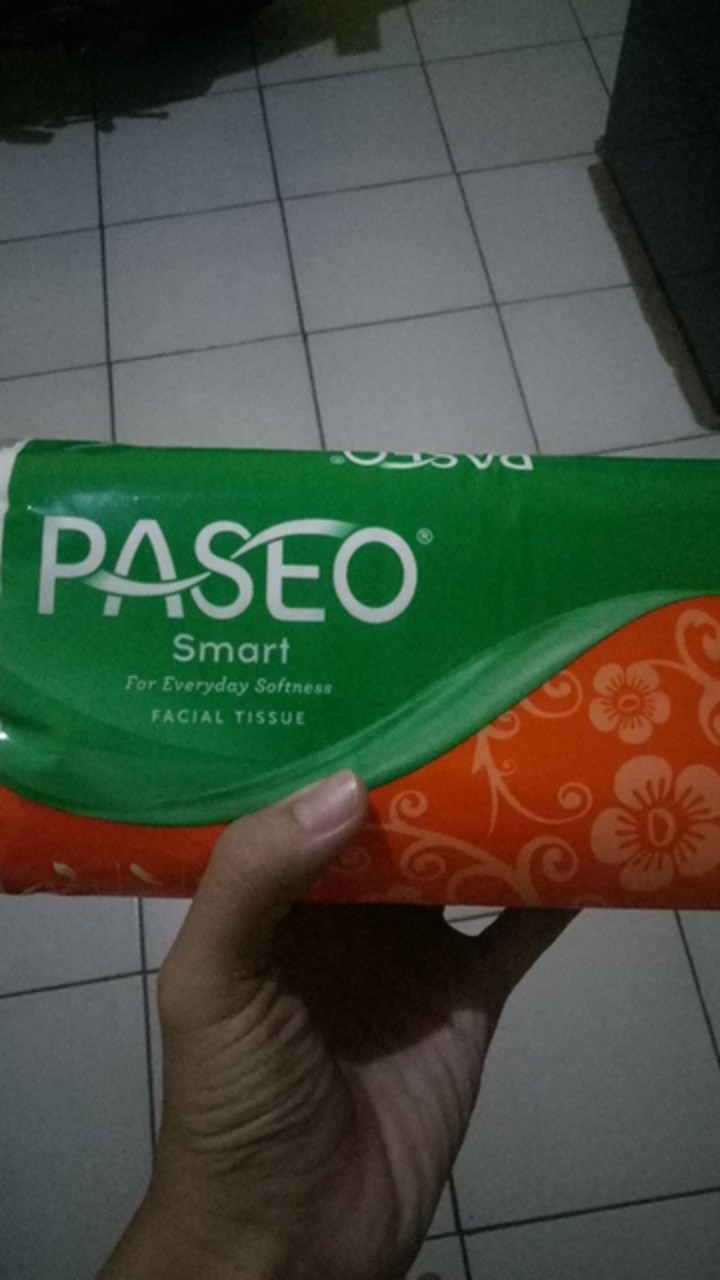 PASEO®
PASEO®
Smart
For Everyday Softness
FACIAL TISSUE